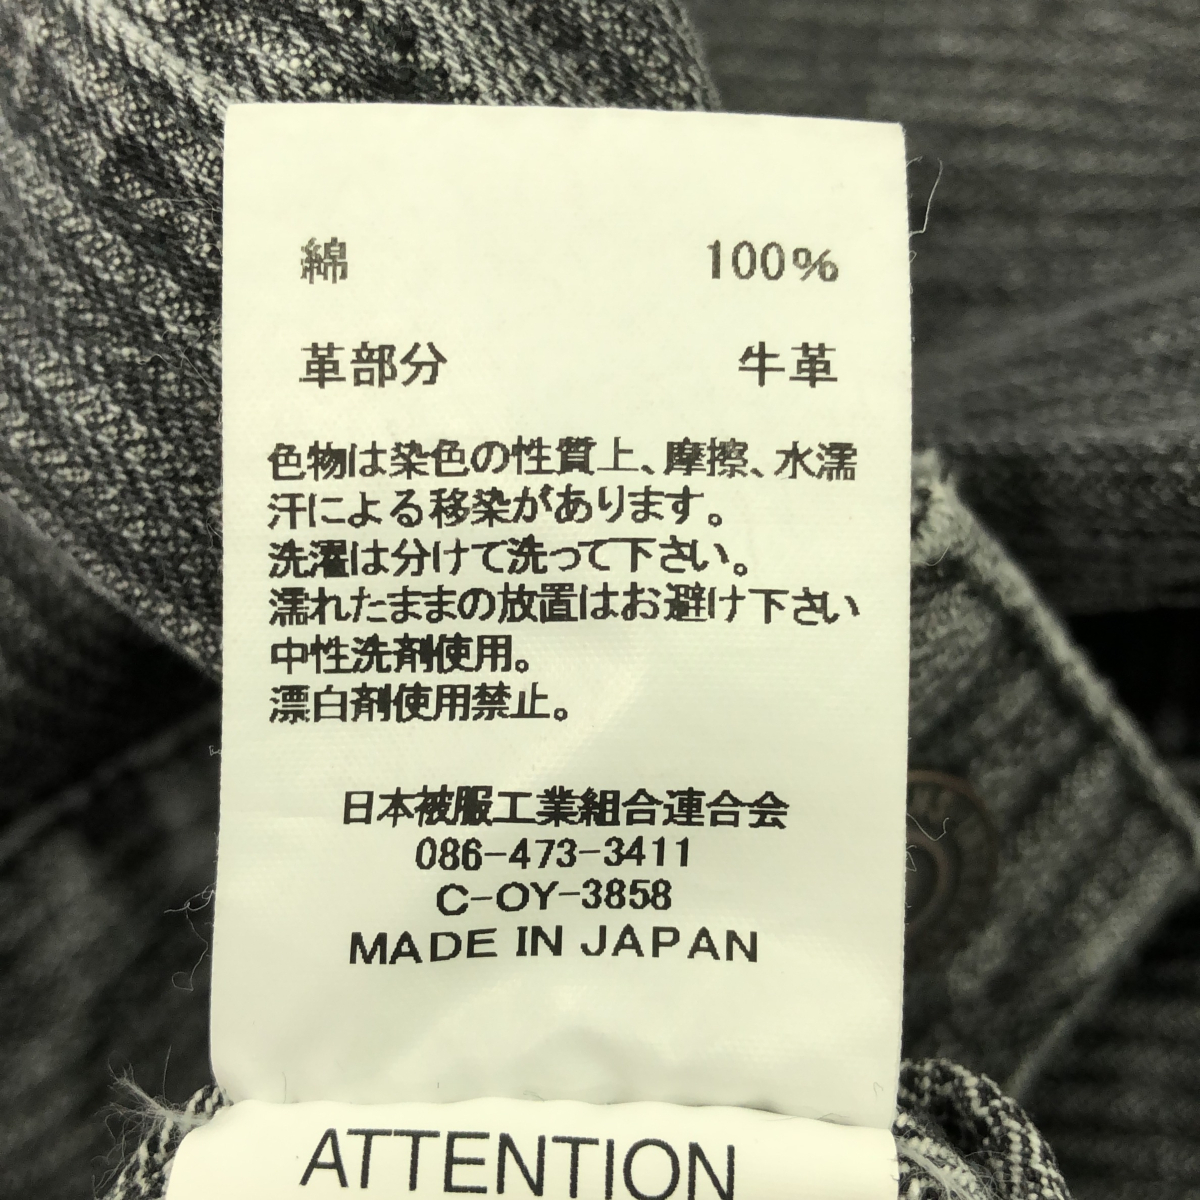 綿 100%
革部分 牛革
色物は染色の性質上、摩擦、水濡
汗による移染があります。
洗濯は分けて洗って下さい。
濡れたままの放置はお避け下さい
中性洗剤使用。
漂白剤使用禁止。
日本被服工業組合連合会
086-473-3411
C-OY-3858
MADE IN JAPAN
ATTENTION